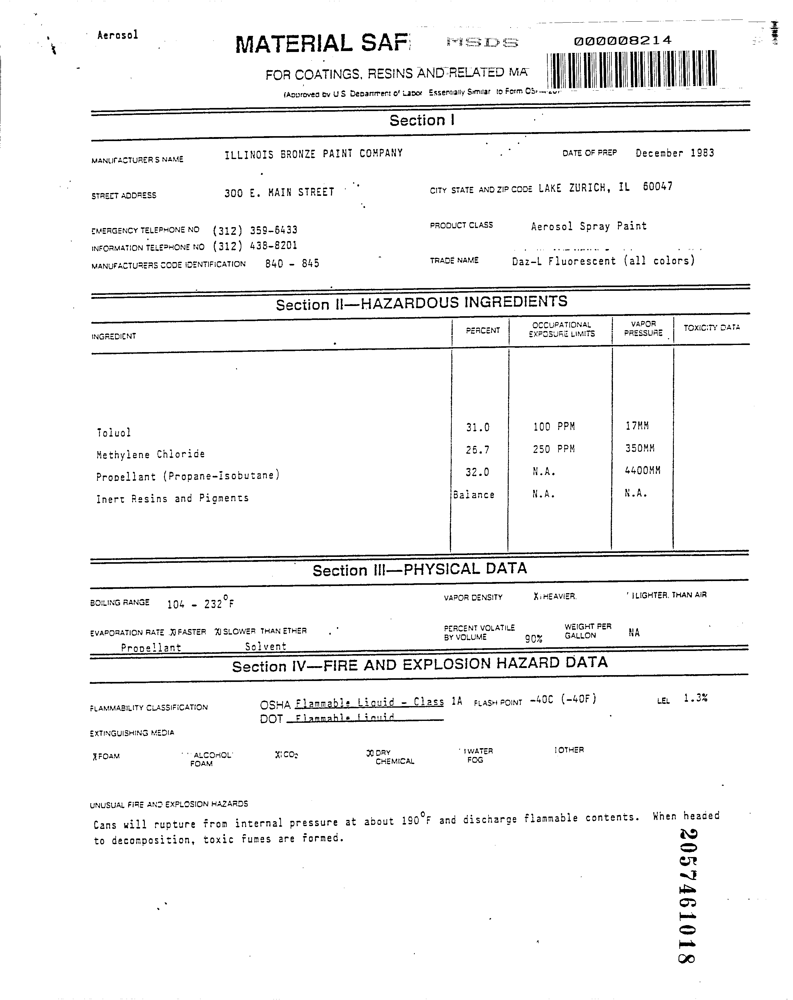 Aerosol
MATERIAL SAF
MSDS
000008214
FOR COATINGS, RESINS AND RELATED MA
(Approved by U S Department of Labor Essentially Similar to Form
Section I
MANUFACTURER S NAME ILLINOIS BRONZE PAINT COMPANY DATE OF PREP December 1983
STREET ADDRESS 300 E. MAIN STREET CITY STATE AND ZIP CODE LAKE ZURICH, IL 60047
EMERGENCY TELEPHONE NO (312) 359-6433 PRODUCT CLASS Aerosol Spray Paint
INFORMATION TELEPHONE NO (312) 438-8201
MANUFACTURERS CODE IDENTIFICATION 840 - 845 TRADE NAME Daz-L Fluorescent (all colors)
Section II—HAZARDOUS INGREDIENTS
INGREDIENT PERCENT OCCUPATIONAL EXPOSURE LIMITS VAPOR PRESSURE TOXICITY DATA
Toluol 31.0 100 PPM 17MM
Methylene Chloride 26.7 250 PPM 350MM
Propellant (Propane-Isobutane) 32.0 N.A. 4400MM
Inert Resins and Pigments Balance N.A. N.A.
Section III—PHYSICAL DATA
BOILING RANGE 104 - 232°F VAPOR DENSITY X HEAVIER. LIGHTER. THAN AIR
EVAPORATION RATE X FASTER X SLOWER THAN ETHER PERCENT VOLATILE BY VOLUME 90% WEIGHT PER GALLON NA
Propellant Solvent
Section IV—FIRE AND EXPLOSION HAZARD DATA
FLAMMABILITY CLASSIFICATION OSHA Flammable Liquid - Class 1A FLASH POINT -40C (-40F) LEL 1.3%
DOT Flammable Liquid
EXTINGUISHING MEDIA
X FOAM ALCOHOL FOAM X CO2 X DRY CHEMICAL WATER FOG OTHER
UNUSUAL FIRE AND EXPLOSION HAZARDS
Cans will rupture from internal pressure at about 190°F and discharge flammable contents. When headed
to decomposition, toxic fumes are formed.
2057461018